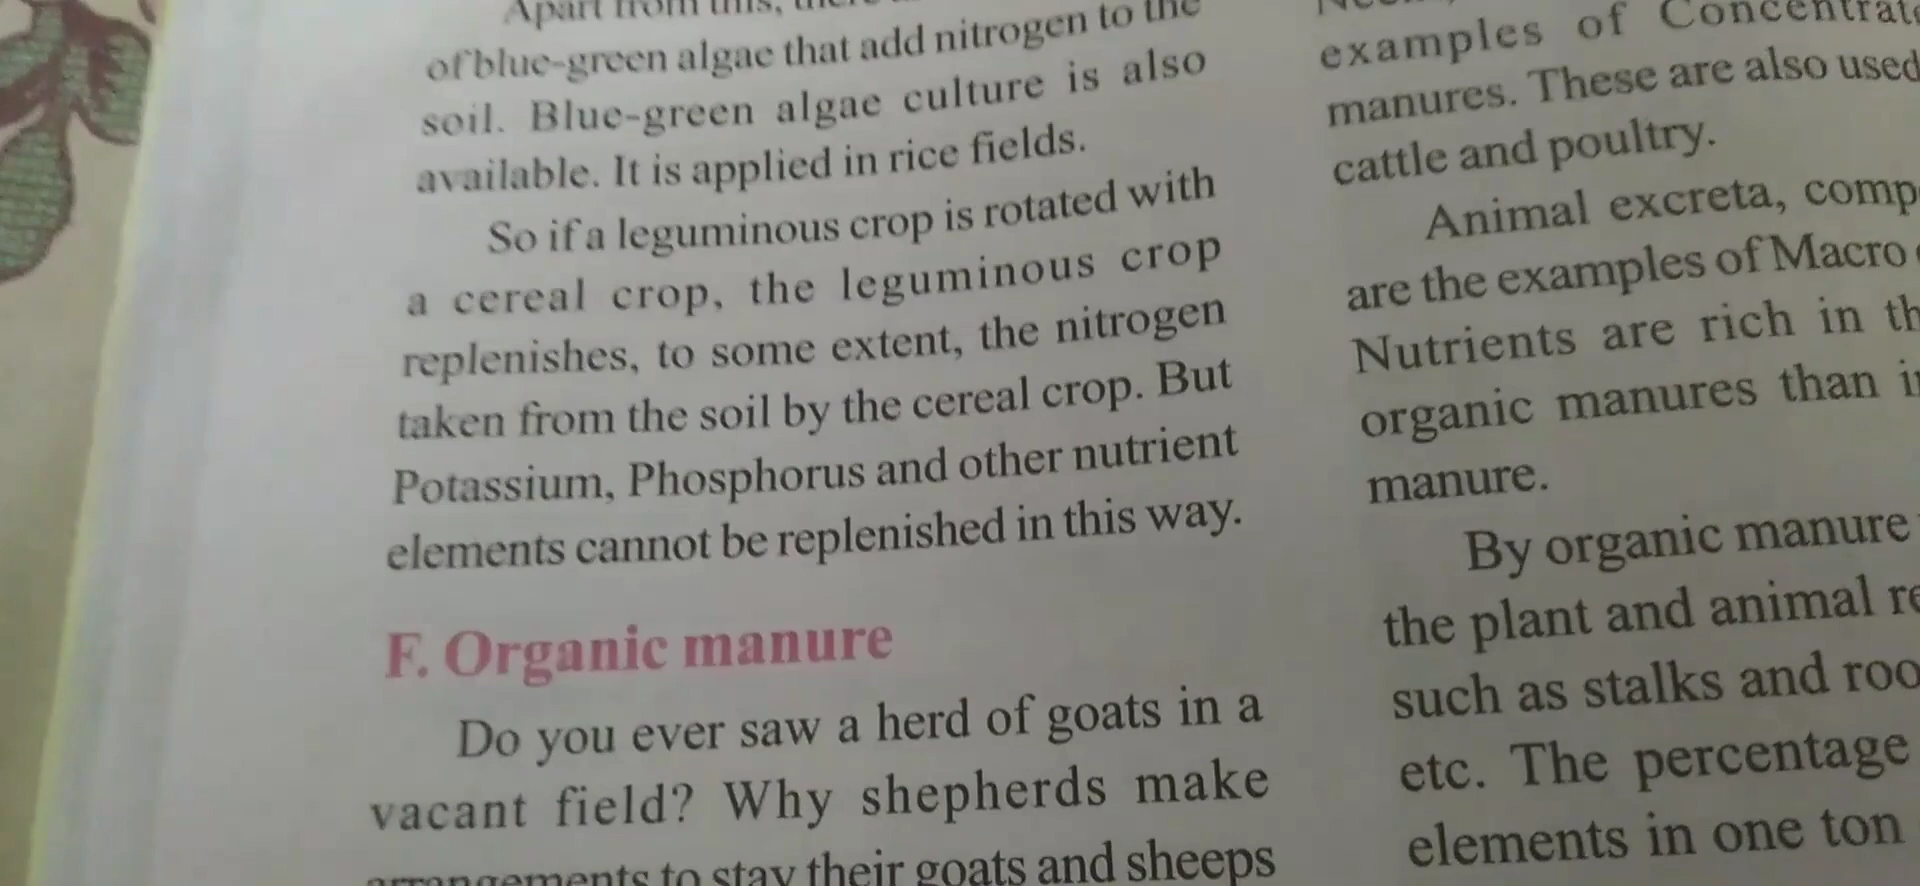 Apart from this,
of blue-green algae that add nitrogen to the
soil. Blue-green algae culture is also
available. It is applied in rice fields.
So if a leguminous crop is rotated with
a cereal crop, the leguminous crop
replenishes, to some extent, the nitrogen
taken from the soil by the cereal crop. But
Potassium, Phosphorus and other nutrient
elements cannot be replenished in this way.
F. Organic manure
Do you ever saw a herd of goats in a
vacant field? Why shepherds make
arrangements to stay their goats and sheeps
examples of
manures. These are also used
cattle and poultry.
Animal excreta,
are the examples of Macro
Nutrients are rich in
organic manures than
manure.
By organic manure
the plant and animal
such as stalks and
etc. The percentage
elements in one ton